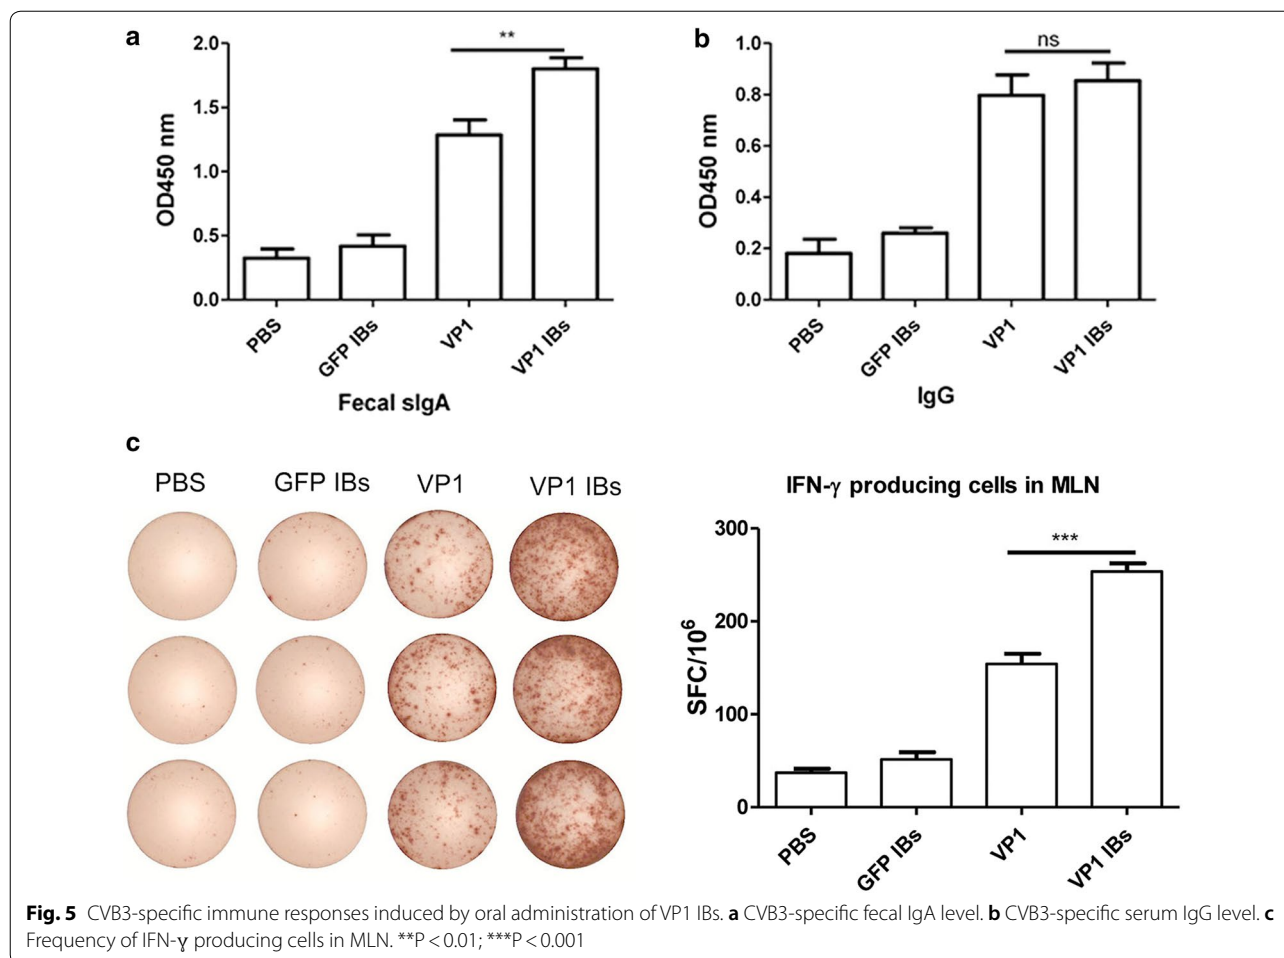 a
2.0
1.5
1.0
0.5
0.0
OD450 nm
**
PBS
GFP IBs
VP1
VP1 IBs
Fecal sIgA
b
1.0
0.8
0.6
0.4
0.2
0.0
OD450 nm
ns
PBS
GFP IBs
VP1
VP1 IBs
IgG
c
PBS
GFP IBs
VP1
VP1 IBs
IFN-γ producing cells in MLN
300
200
100
0
SFC/10⁶
***
PBS
GFP IBs
VP1
VP1 IBs
Fig. 5 CVB3-specific immune responses induced by oral administration of VP1 IBs. a CVB3-specific fecal IgA level. b CVB3-specific serum IgG level. c
Frequency of IFN-γ producing cells in MLN. **P < 0.01; ***P < 0.001